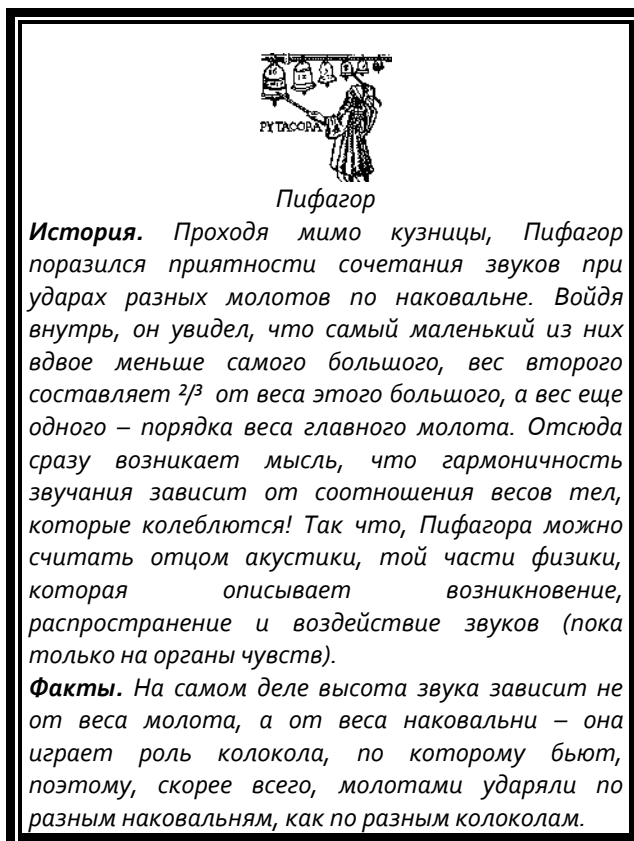 PYTAGORA
Пифагор
История. Проходя мимо кузницы, Пифагор
поразился приятности сочетания звуков при
ударах разных молотов по наковальне. Войдя
внутрь, он увидел, что самый маленький из них
вдвое меньше самого большого, вес второго
составляет ²/³ от веса этого большого, а вес еще
одного – порядка веса главного молота. Отсюда
сразу возникает мысль, что гармоничность
звучания зависит от соотношения весов тел,
которые колеблются! Так что, Пифагора можно
считать отцом акустики, той части физики,
которая описывает возникновение,
распространение и воздействие звуков (пока
только на органы чувств).
Факты. На самом деле высота звука зависит не
от веса молота, а от веса наковальни – она
играет роль колокола, по которому бьют,
поэтому, скорее всего, молотами ударяли по
разным наковальням, как по разным колоколам.